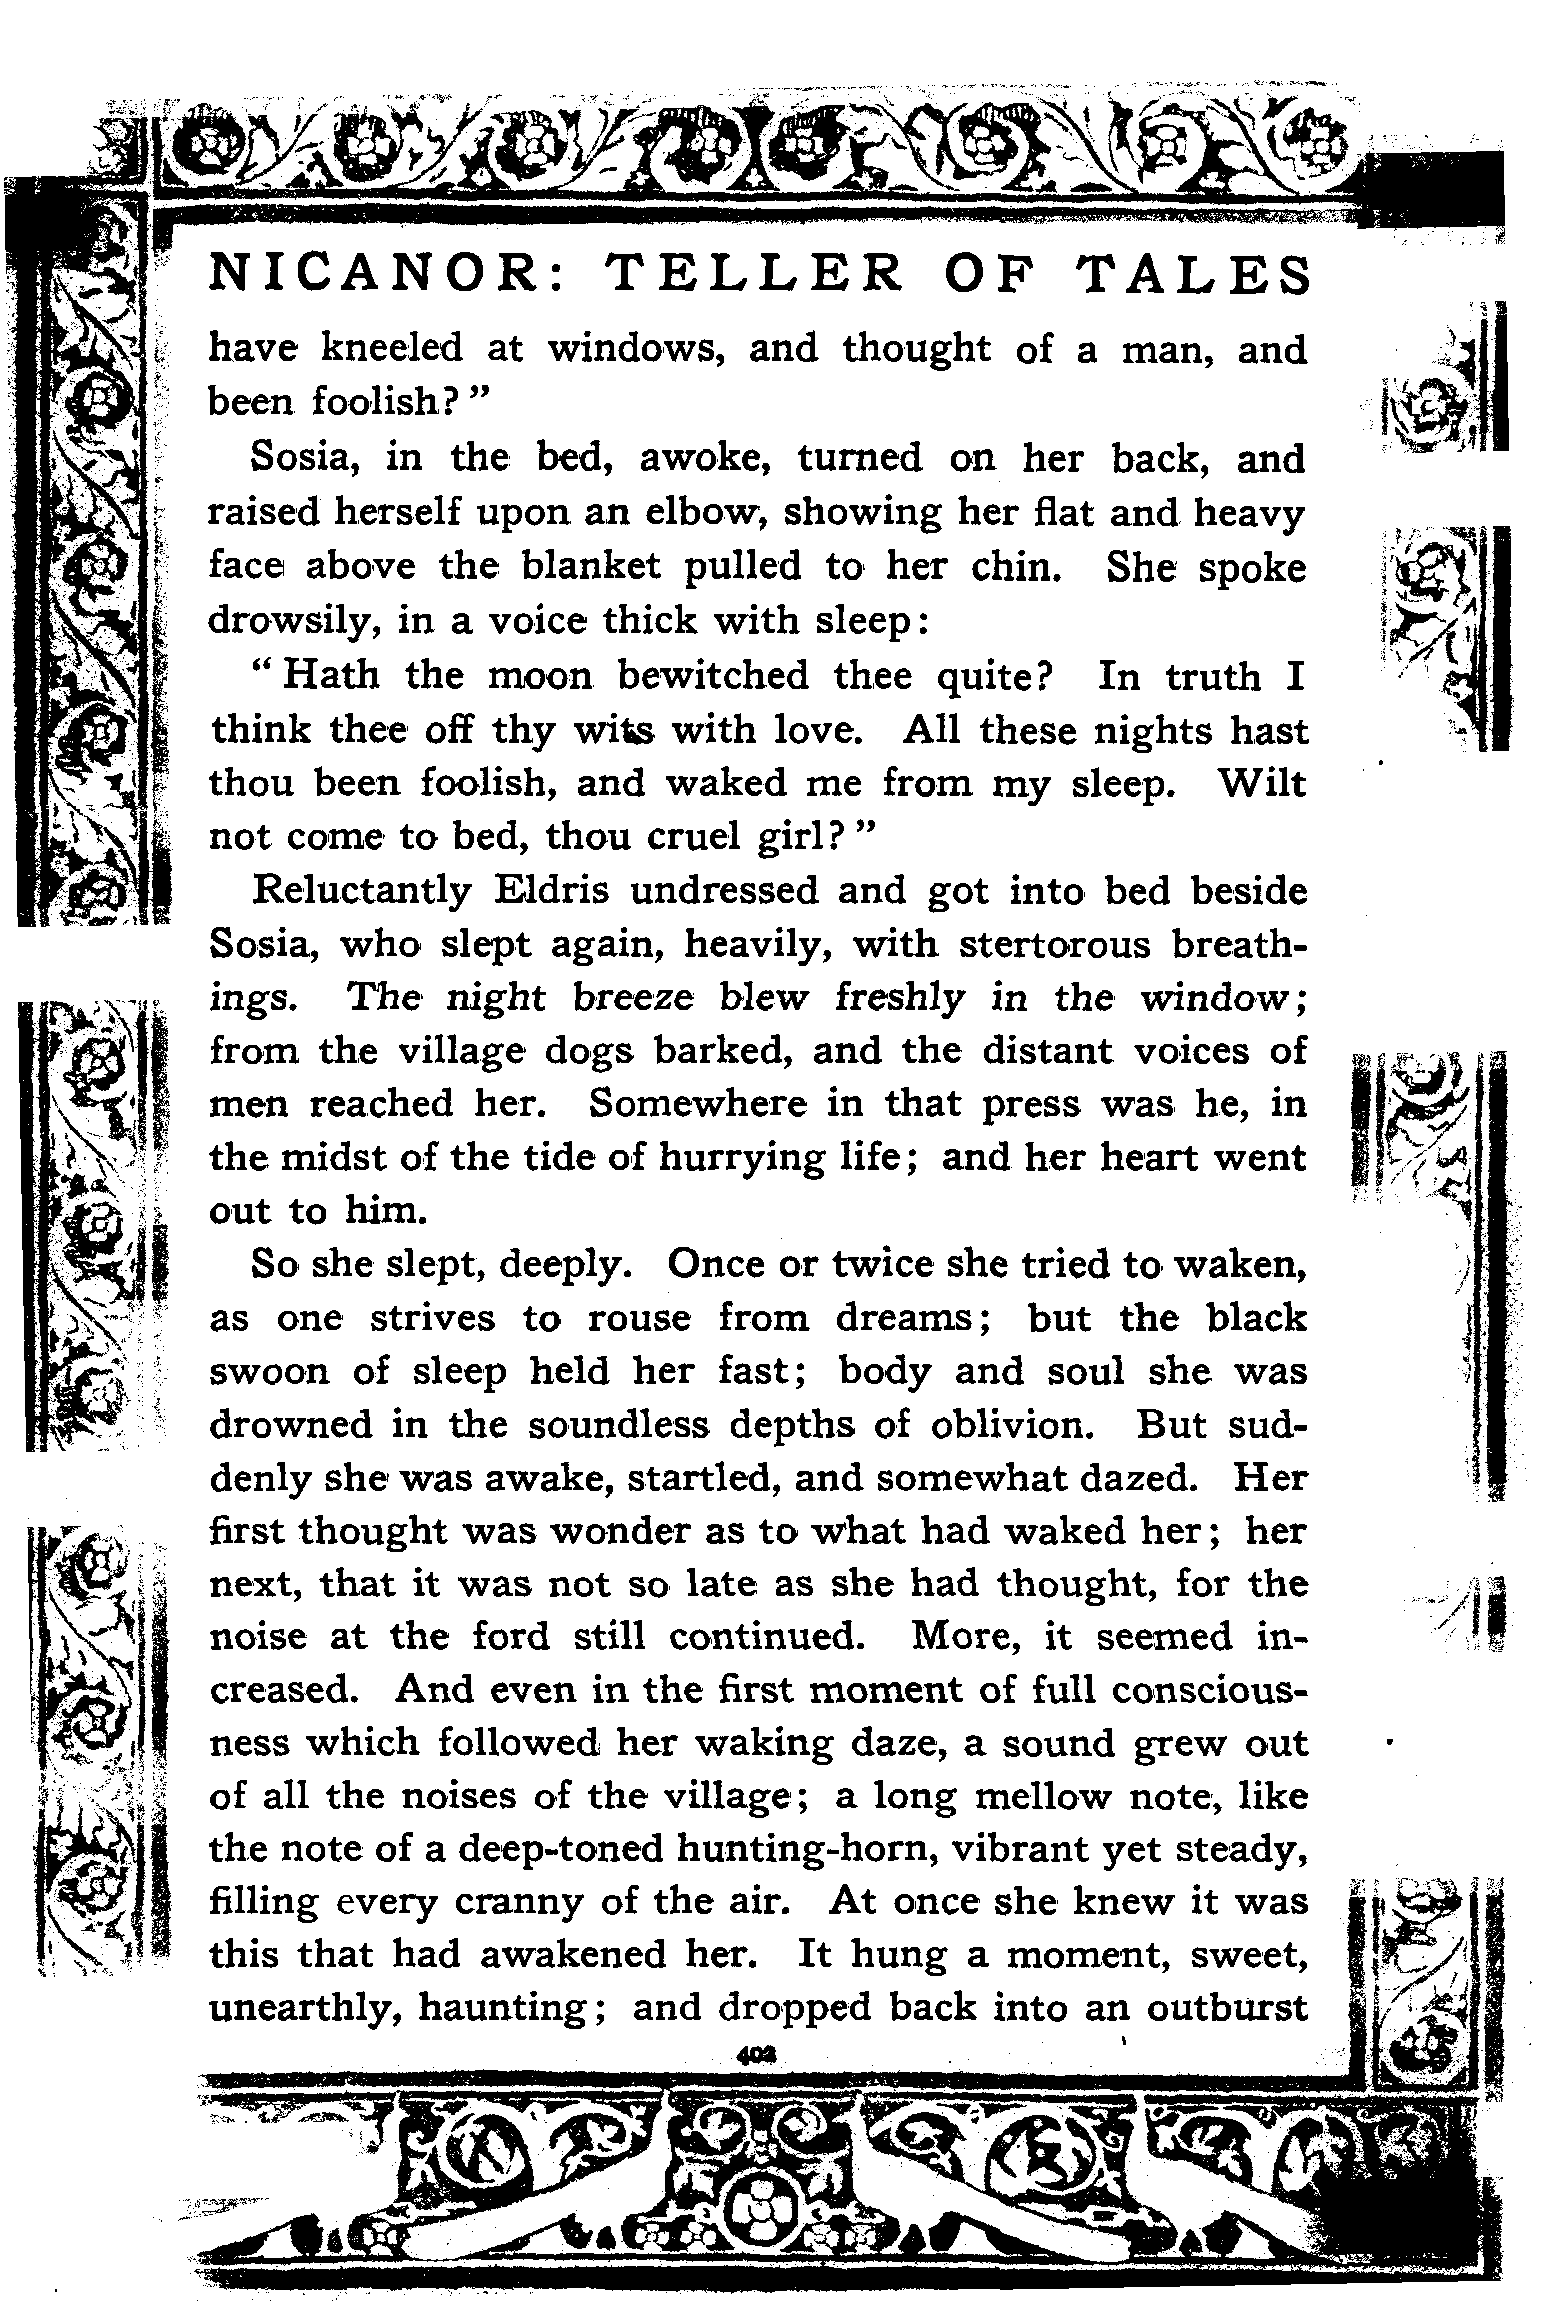 NICANOR: TELLER OF TALES
have kneeled at windows, and thought of a man, and
been foolish?”
Sosia, in the bed, awoke, turned on her back, and
raised herself upon an elbow, showing her flat and heavy
face above the blanket pulled to her chin. She spoke
drowsily, in a voice thick with sleep:
“Hath the moon bewitched thee quite? In truth I
think thee off thy wits with love. All these nights hast
thou been foolish, and waked me from my sleep. Wilt
not come to bed, thou cruel girl?”
Reluctantly Eldris undressed and got into bed beside
Sosia, who slept again, heavily, with stertorous breath-
ings. The night breeze blew freshly in the window;
from the village dogs barked, and the distant voices of
men reached her. Somewhere in that press was he, in
the midst of the tide of hurrying life; and her heart went
out to him.
So she slept, deeply. Once or twice she tried to waken,
as one strives to rouse from dreams; but the black
swoon of sleep held her fast; body and soul she was
drowned in the soundless depths of oblivion. But sud-
denly she was awake, startled, and somewhat dazed. Her
first thought was wonder as to what had waked her; her
next, that it was not so late as she had thought, for the
noise at the ford still continued. More, it seemed in-
creased. And even in the first moment of full conscious-
ness which followed her waking daze, a sound grew out
of all the noises of the village; a long mellow note, like
the note of a deep-toned hunting-horn, vibrant yet steady,
filling every cranny of the air. At once she knew it was
this that had awakened her. It hung a moment, sweet,
unearthly, haunting; and dropped back into an outburst
402